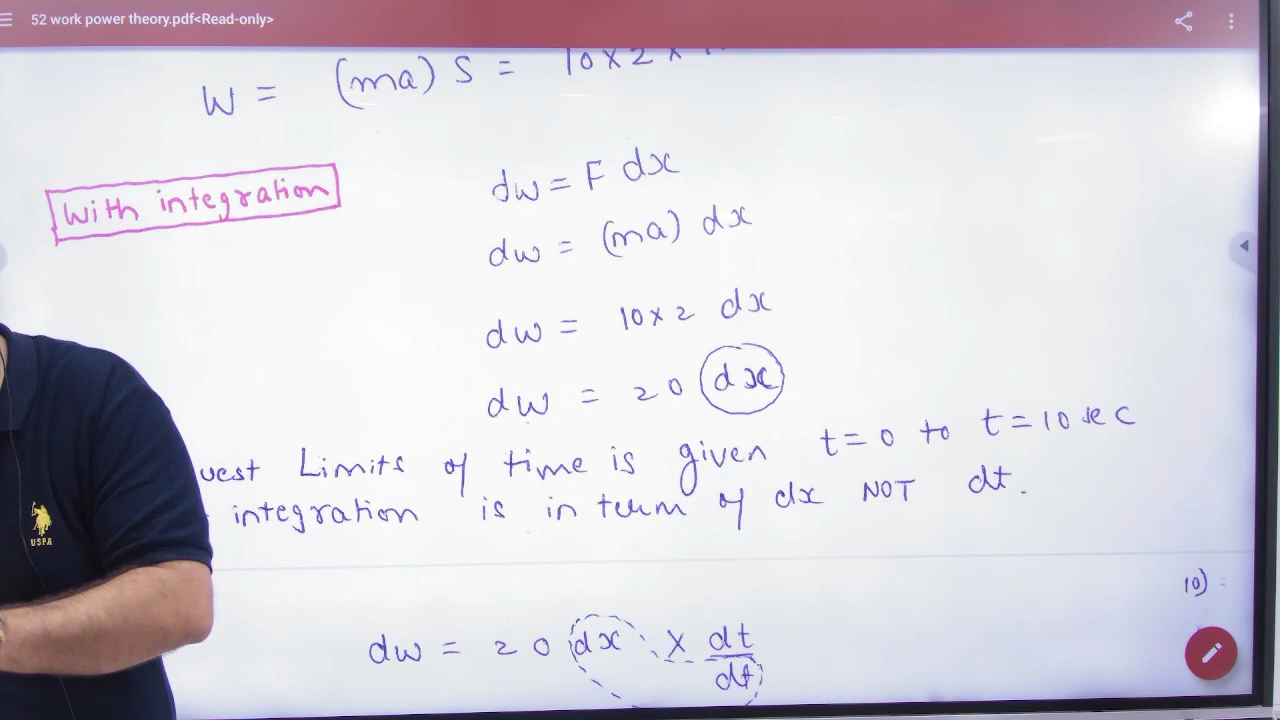 52 work power theory.pdf<Read-only>
W = (ma) S = 10 x 2 x
With integration
dw = F dx
dw = (ma) dx
dw = 10 x 2 dx
dw = 20 dx
Limits of time is given t = 0 to t = 10 sec
integration is in term of dx NOT dt.
USPA
10)
dw = 20 dx x dt/dt